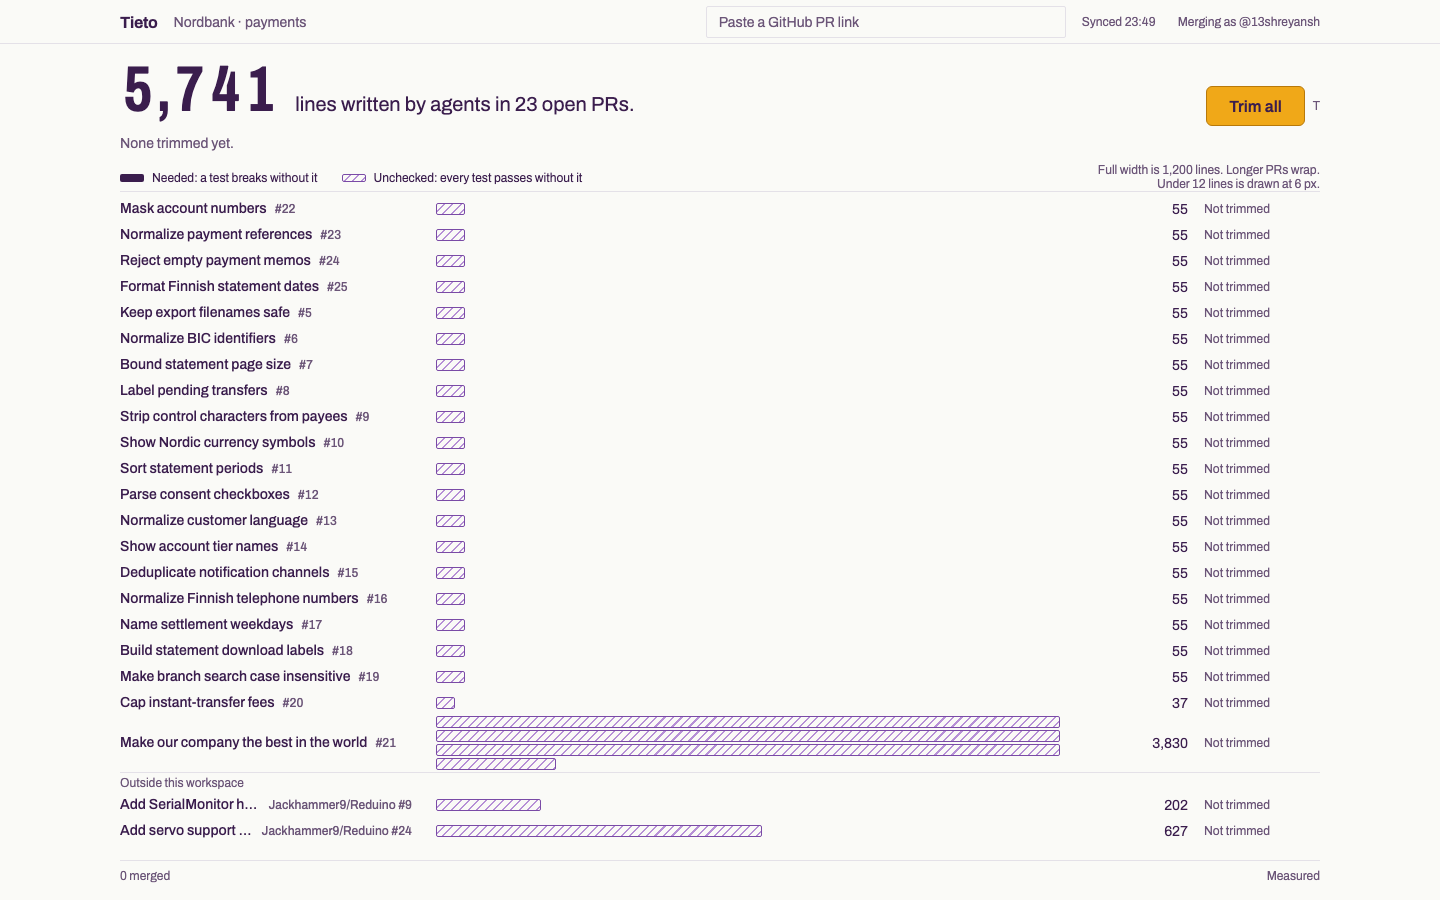 Tieto Nordbank · payments Paste a GitHub PR link Synced 23:49 Merging as @13shreyansh
5,741 lines written by agents in 23 open PRs. Trim all T
None trimmed yet.
Needed: a test breaks without it Unchecked: every test passes without it
Full width is 1,200 lines. Longer PRs wrap.
Under 12 lines is drawn at 6 px.
Mask account numbers #22 55 Not trimmed
Normalize payment references #23 55 Not trimmed
Reject empty payment memos #24 55 Not trimmed
Format Finnish statement dates #25 55 Not trimmed
Keep export filenames safe #5 55 Not trimmed
Normalize BIC identifiers #6 55 Not trimmed
Bound statement page size #7 55 Not trimmed
Label pending transfers #8 55 Not trimmed
Strip control characters from payees #9 55 Not trimmed
Show Nordic currency symbols #10 55 Not trimmed
Sort statement periods #11 55 Not trimmed
Parse consent checkboxes #12 55 Not trimmed
Normalize customer language #13 55 Not trimmed
Show account tier names #14 55 Not trimmed
Deduplicate notification channels #15 55 Not trimmed
Normalize Finnish telephone numbers #16 55 Not trimmed
Name settlement weekdays #17 55 Not trimmed
Build statement download labels #18 55 Not trimmed
Make branch search case insensitive #19 55 Not trimmed
Cap instant-transfer fees #20 37 Not trimmed
Make our company the best in the world #21 3,830 Not trimmed
Outside this workspace
Add SerialMonitor h... Jackhammer9/Reduino #9 202 Not trimmed
Add servo support ... Jackhammer9/Reduino #24 627 Not trimmed
0 merged Measured